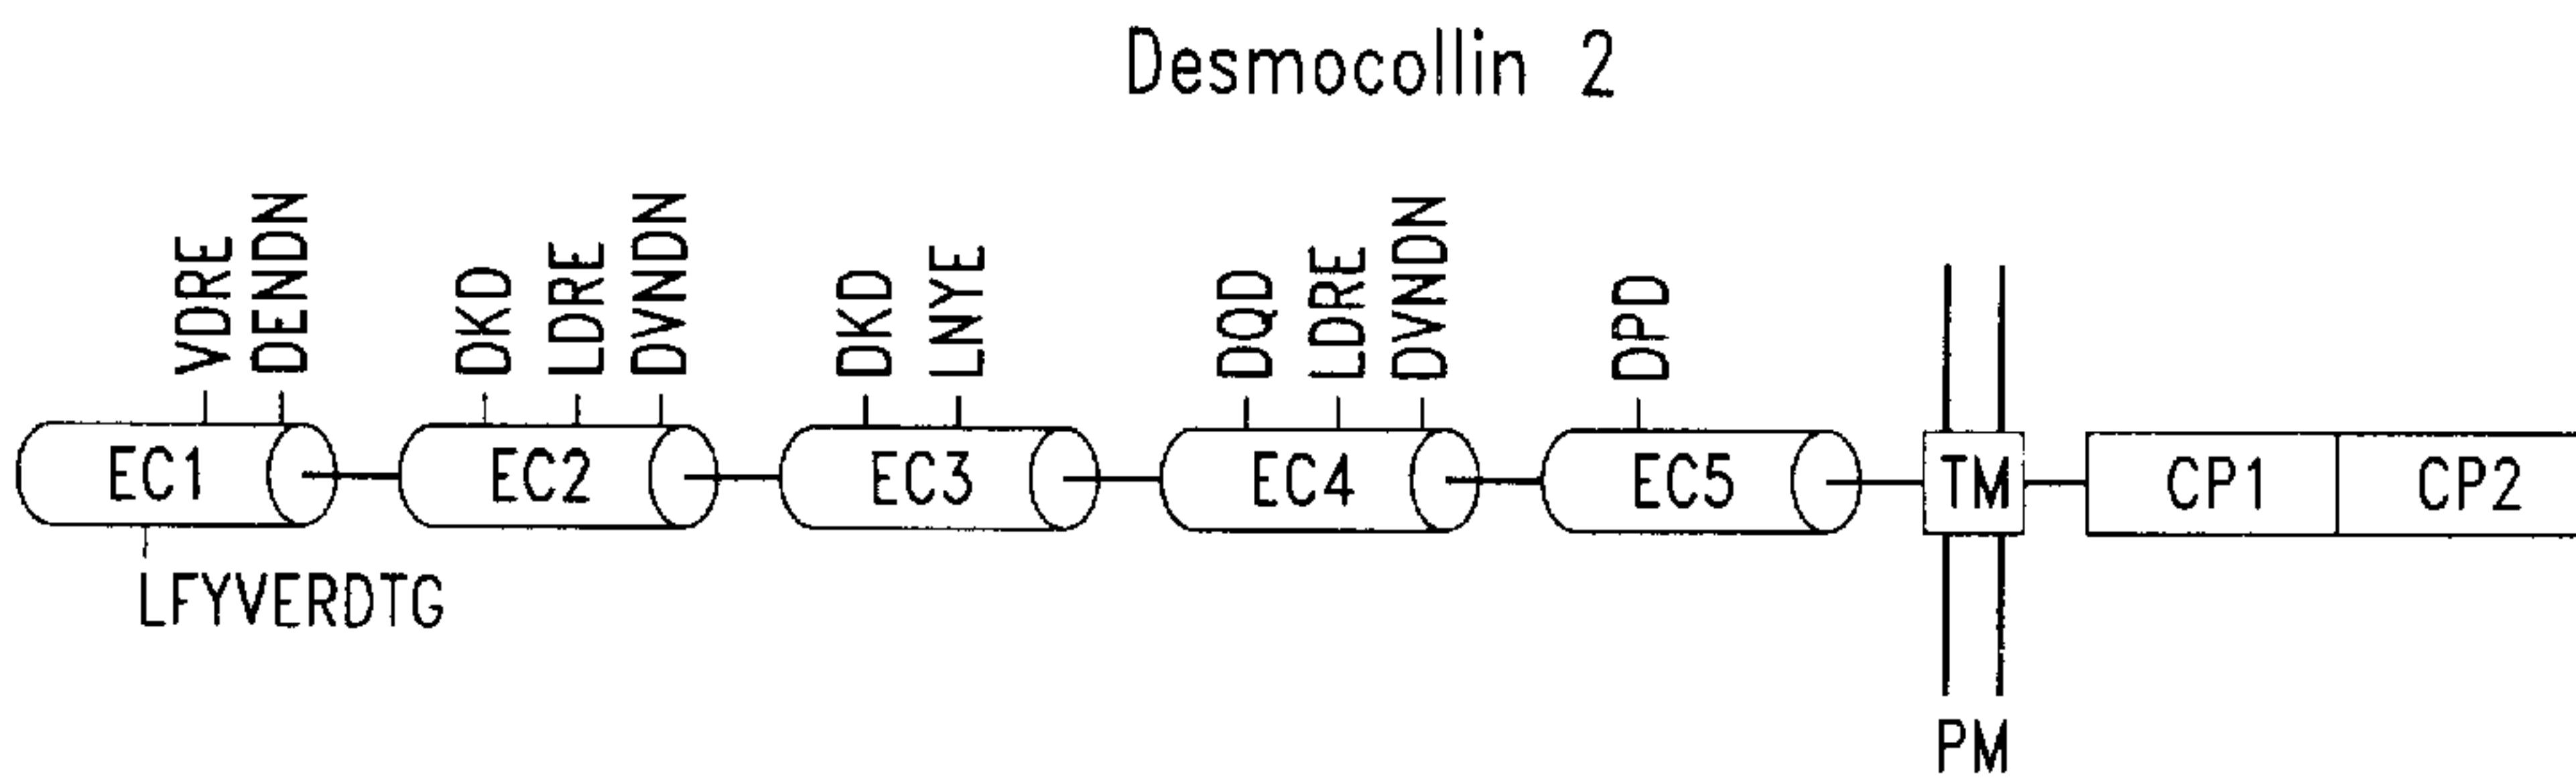 Desmocollin 2
VDRE DENDN DKD LDRE DVNDN DKD LNYE DQD LDRE DVNDN DPD
EC1 EC2 EC3 EC4 EC5 TM CP1 CP2
LFYVERDTG
PM